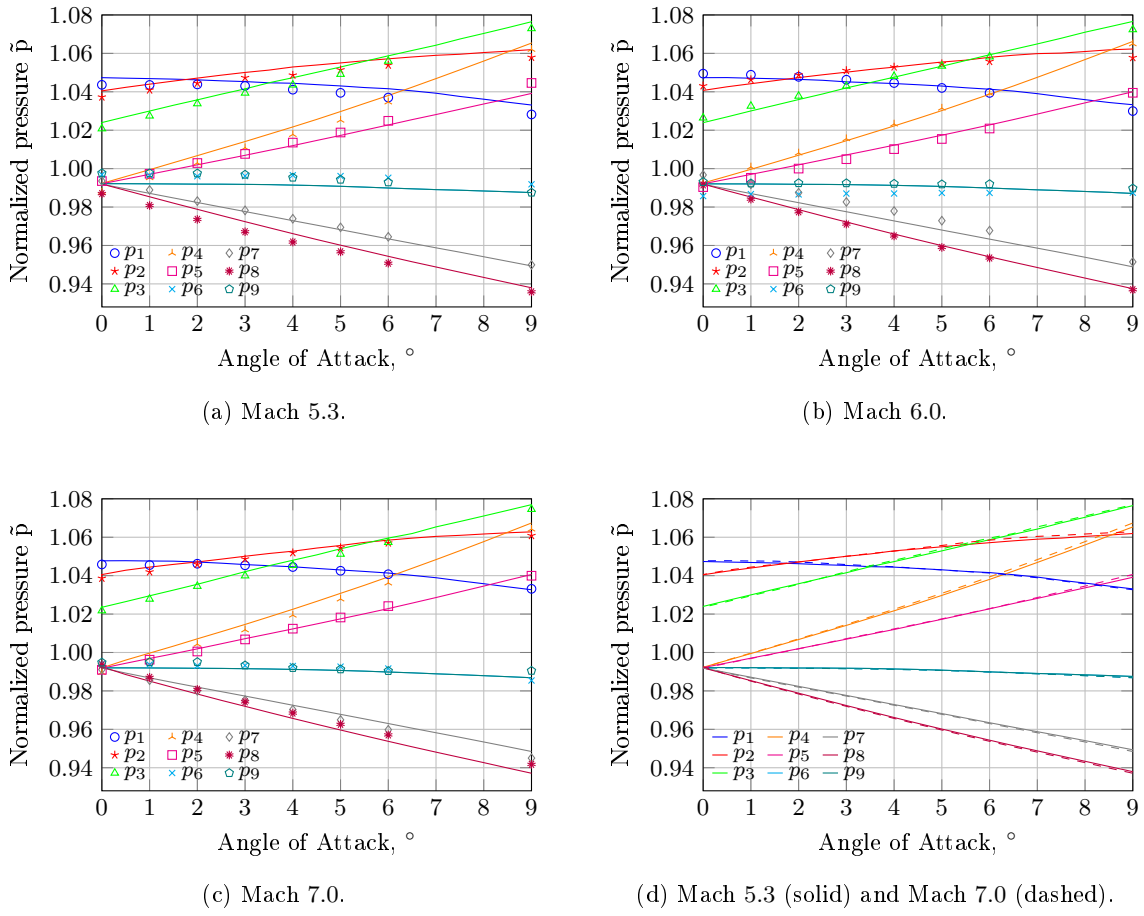 Normalized pressure p̃
1.08
1.06
1.04
1.02
1.00
0.98
0.96
0.94
p1 p4 p7
p2 p5 p8
p3 p6 p9
0 1 2 3 4 5 6 7 8 9
Angle of Attack, °
(a) Mach 5.3.
Normalized pressure p̃
1.08
1.06
1.04
1.02
1.00
0.98
0.96
0.94
p1 p4 p7
p2 p5 p8
p3 p6 p9
0 1 2 3 4 5 6 7 8 9
Angle of Attack, °
(b) Mach 6.0.
Normalized pressure p̃
1.08
1.06
1.04
1.02
1.00
0.98
0.96
0.94
p1 p4 p7
p2 p5 p8
p3 p6 p9
0 1 2 3 4 5 6 7 8 9
Angle of Attack, °
(c) Mach 7.0.
Normalized pressure p̃
1.08
1.06
1.04
1.02
1.00
0.98
0.96
0.94
p1 p4 p7
p2 p5 p8
p3 p6 p9
0 1 2 3 4 5 6 7 8 9
Angle of Attack, °
(d) Mach 5.3 (solid) and Mach 7.0 (dashed).